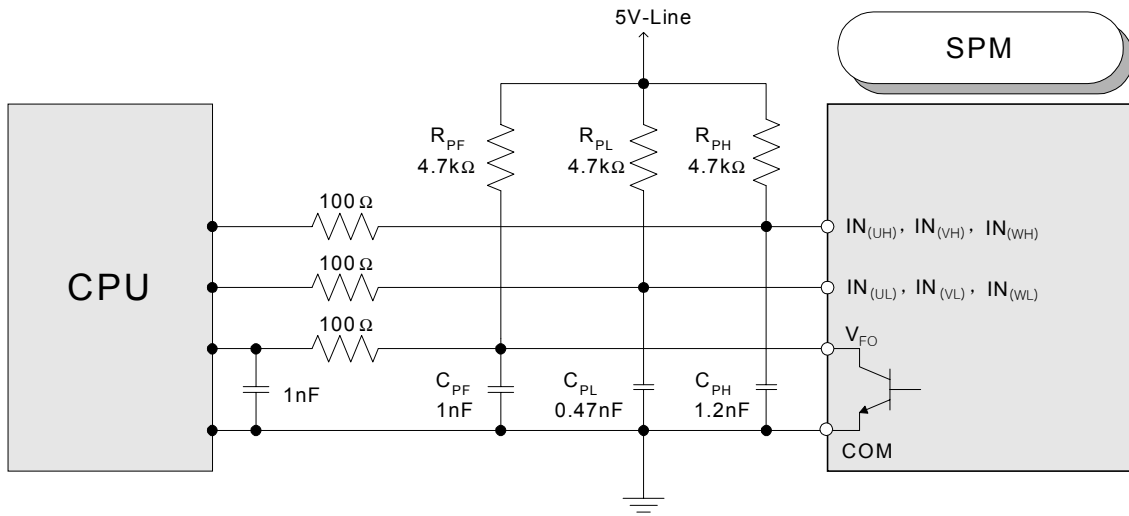 5V-Line
SPM
R_PF
4.7kΩ
R_PL
4.7kΩ
R_PH
4.7kΩ
100 Ω
IN(UH), IN(VH), IN(WH)
CPU
100 Ω
IN(UL), IN(VL), IN(WL)
100 Ω
V_FO
1nF
C_PF
1nF
C_PL
0.47nF
C_PH
1.2nF
COM